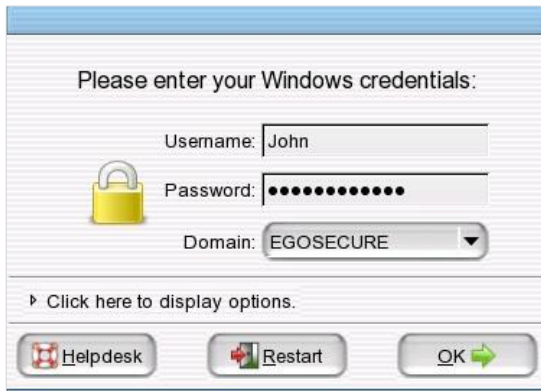 Please enter your Windows credentials:
Username: John
Password: ●●●●●●●●●●●●
Domain: EGOSECURE
Click here to display options.
Helpdesk Restart OK